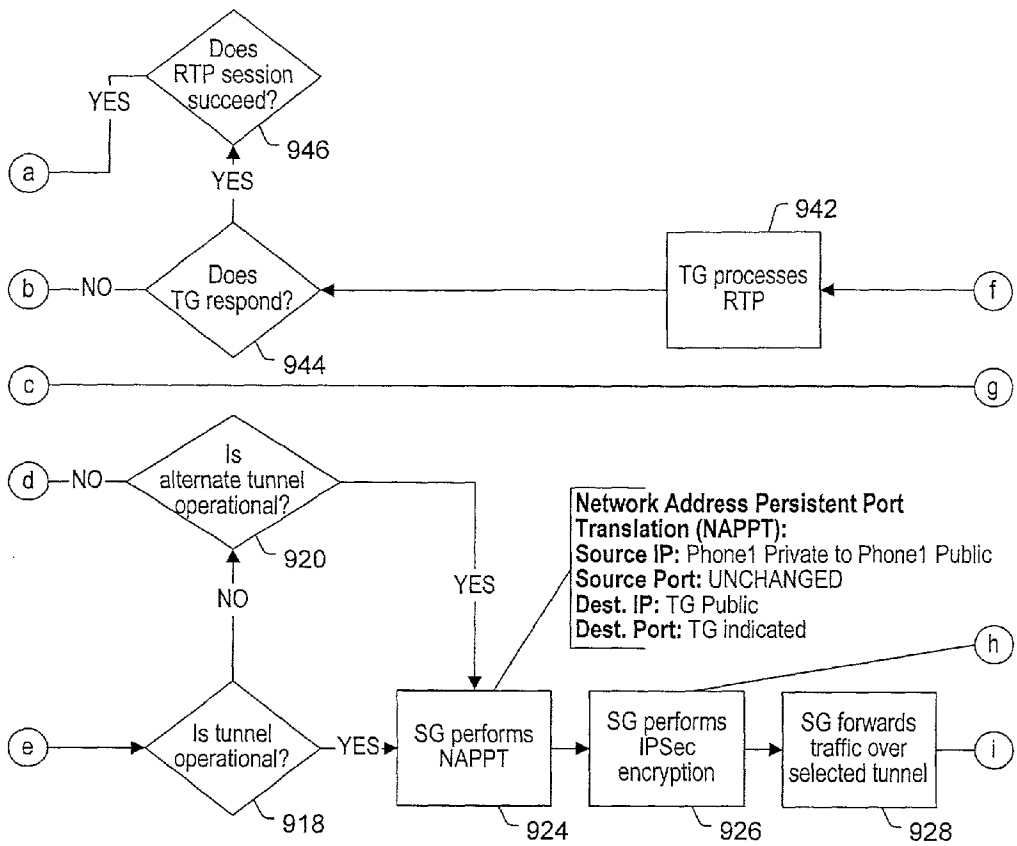 Does
RTP session
succeed?
YES
946
a
YES
942
b
NO
Does
TG respond?
944
TG processes
RTP
f
c
g
d
NO
Is
alternate tunnel
operational?
920
YES
NO
Network Address Persistent Port
Translation (NAPPT):
Source IP: Phone1 Private to Phone1 Public
Source Port: UNCHANGED
Dest. IP: TG Public
Dest. Port: TG indicated
h
e
Is tunnel
operational?
918
YES
SG performs
NAPPT
924
SG performs
IPSec
encryption
926
SG forwards
traffic over
selected tunnel
928
i